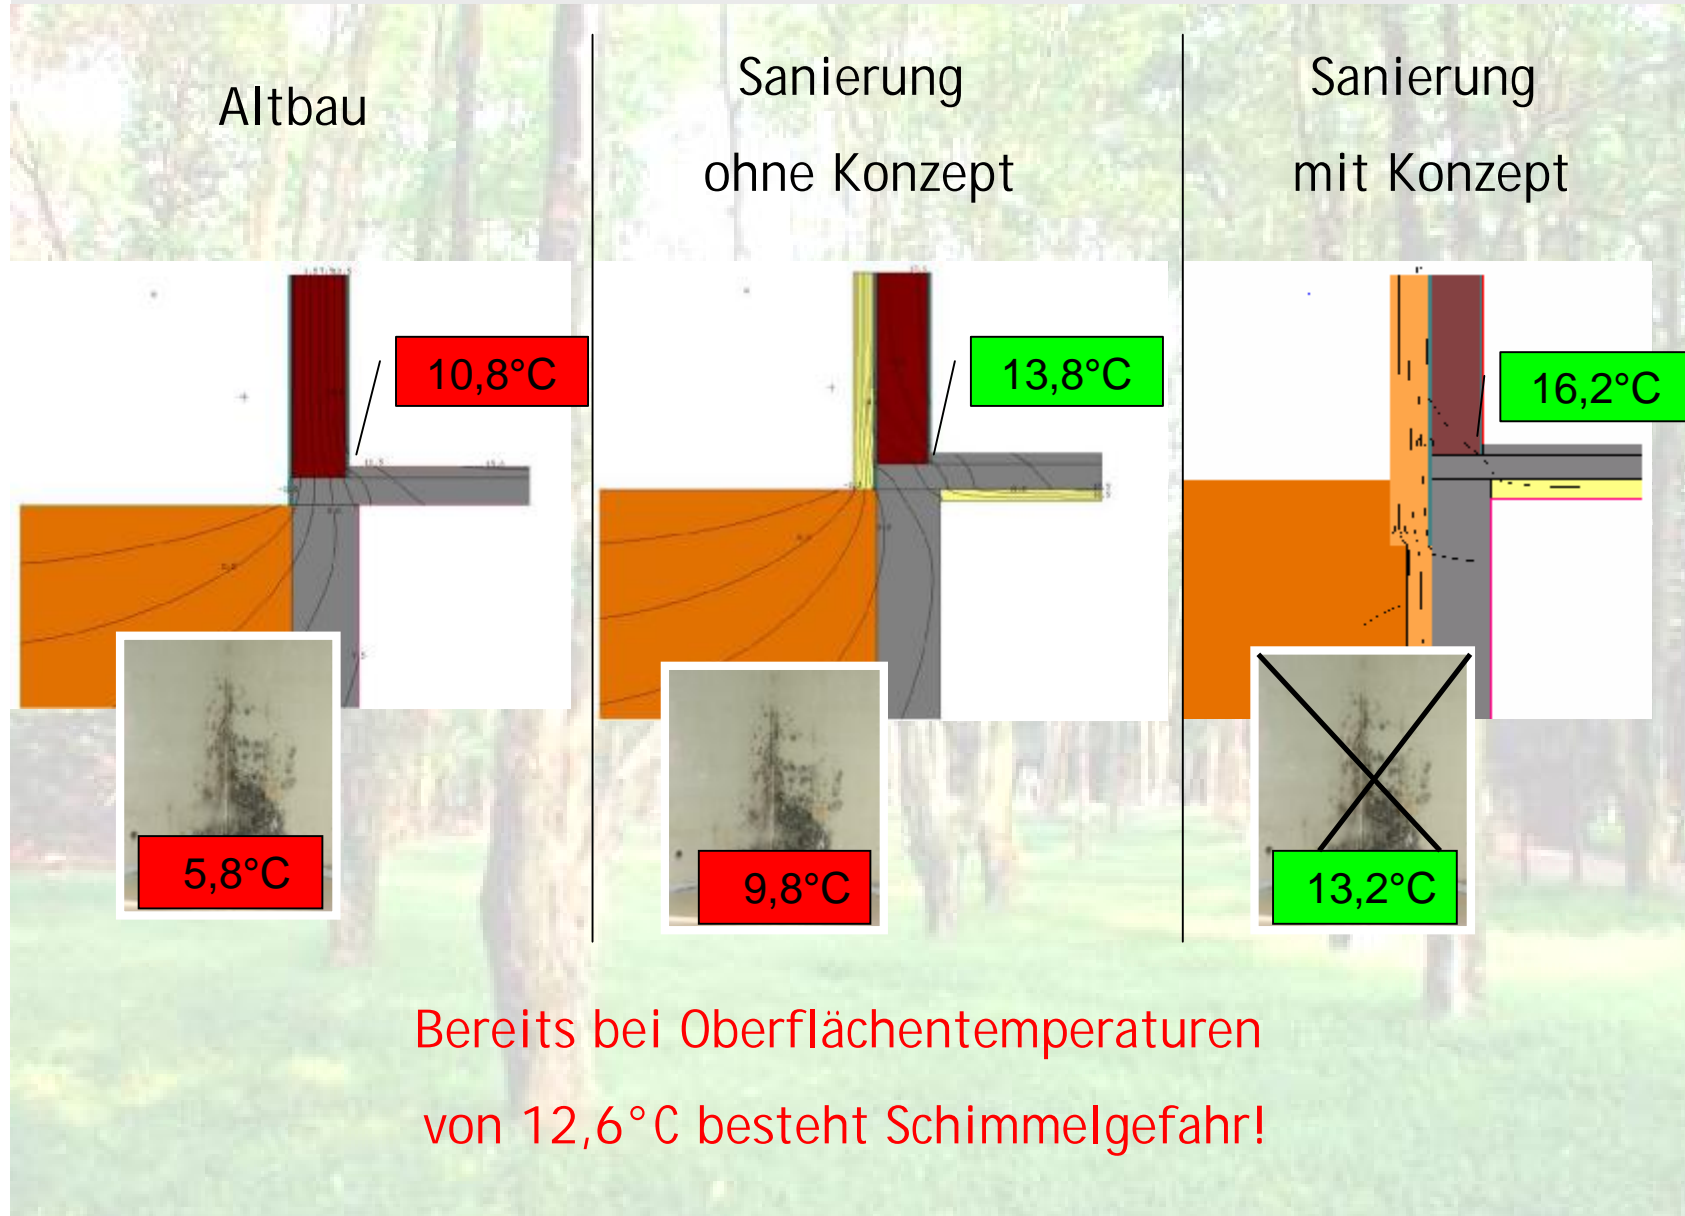 Altbau
Sanierung
ohne Konzept
Sanierung
mit Konzept
10,8°C
13,8°C
16,2°C
5,8°C
9,8°C
13,2°C
Bereits bei Oberflächentemperaturen
von 12,6°C besteht Schimmelgefahr!